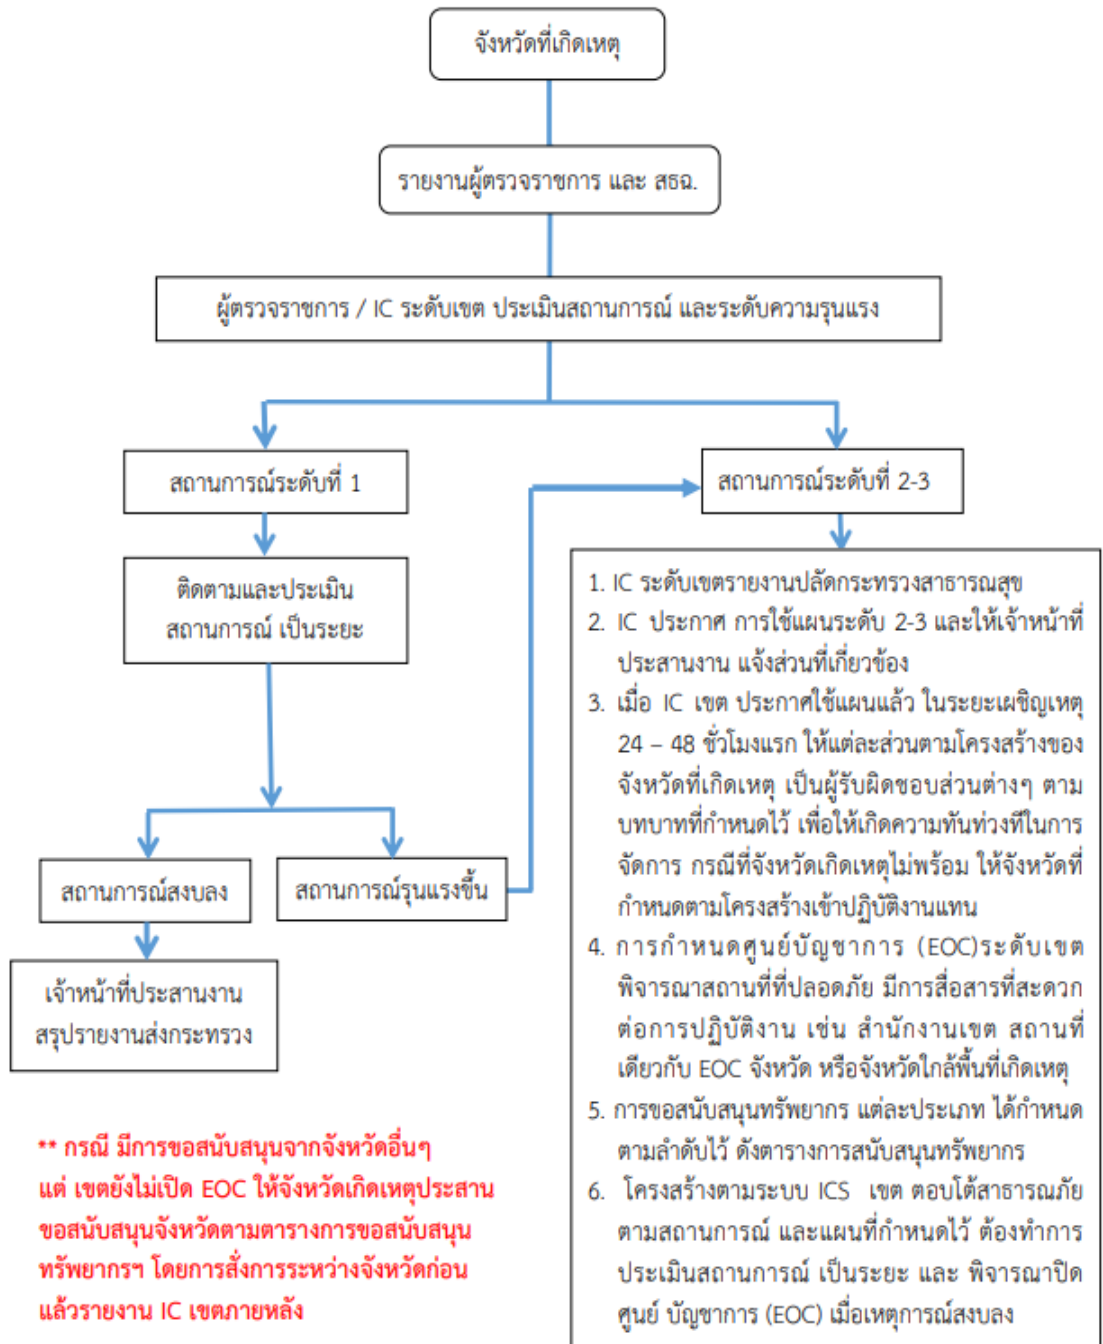 จังหวัดที่เกิดเหตุ
รายงานผู้ตรวจราชการ และ สธฉ.
ผู้ตรวจราชการ / IC ระดับเขต ประเมินสถานการณ์ และระดับความรุนแรง
สถานการณ์ระดับที่ 1
สถานการณ์ระดับที่ 2-3
ติดตามและประเมิน
สถานการณ์ เป็นระยะ
สถานการณ์สงบลง
สถานการณ์รุนแรงขึ้น
เจ้าหน้าที่ประสานงาน
สรุปรายงานส่งกระทรวง
1. IC ระดับเขตรายงานปลัดกระทรวงสาธารณสุข
2. IC ประกาศ การใช้แผนระดับ 2-3 และให้เจ้าหน้าที่
ประสานงาน แจ้งส่วนที่เกี่ยวข้อง
3. เมื่อ IC เขต ประกาศใช้แผนแล้ว ในระยะเผชิญเหตุ
24 – 48 ชั่วโมงแรก ให้แต่ละส่วนตามโครงสร้างของ
จังหวัดที่เกิดเหตุ เป็นผู้รับผิดชอบส่วนต่างๆ ตาม
บทบาทที่กำหนดไว้ เพื่อให้เกิดความทันท่วงทีในการ
จัดการ กรณีที่จังหวัดเกิดเหตุไม่พร้อม ให้จังหวัดที่
กำหนดตามโครงสร้างเข้าปฏิบัติงานแทน
4. การกำหนดศูนย์บัญชาการ (EOC)ระดับเขต
พิจารณาสถานที่ที่ปลอดภัย มีการสื่อสารที่สะดวก
ต่อการปฏิบัติงาน เช่น สำนักงานเขต สถานที่
เดียวกับ EOC จังหวัด หรือจังหวัดใกล้พื้นที่เกิดเหตุ
5. การขอสนับสนุนทรัพยากร แต่ละประเภท ได้กำหนด
ตามลำดับไว้ ดังตารางการสนับสนุนทรัพยากร
6. โครงสร้างตามระบบ ICS เขต ตอบโต้สาธารณภัย
ตามสถานการณ์ และแผนที่กำหนดไว้ ต้องทำการ
ประเมินสถานการณ์ เป็นระยะ และ พิจารณาปิด
ศูนย์ บัญชาการ (EOC) เมื่อเหตุการณ์สงบลง
** กรณี มีการขอสนับสนุนจากจังหวัดอื่นๆ
แต่ เขตยังไม่เปิด EOC ให้จังหวัดเกิดเหตุประสาน
ขอสนับสนุนจังหวัดตามตารางการขอสนับสนุน
ทรัพยากรฯ โดยการสั่งการระหว่างจังหวัดก่อน
แล้วรายงาน IC เขตภายหลัง